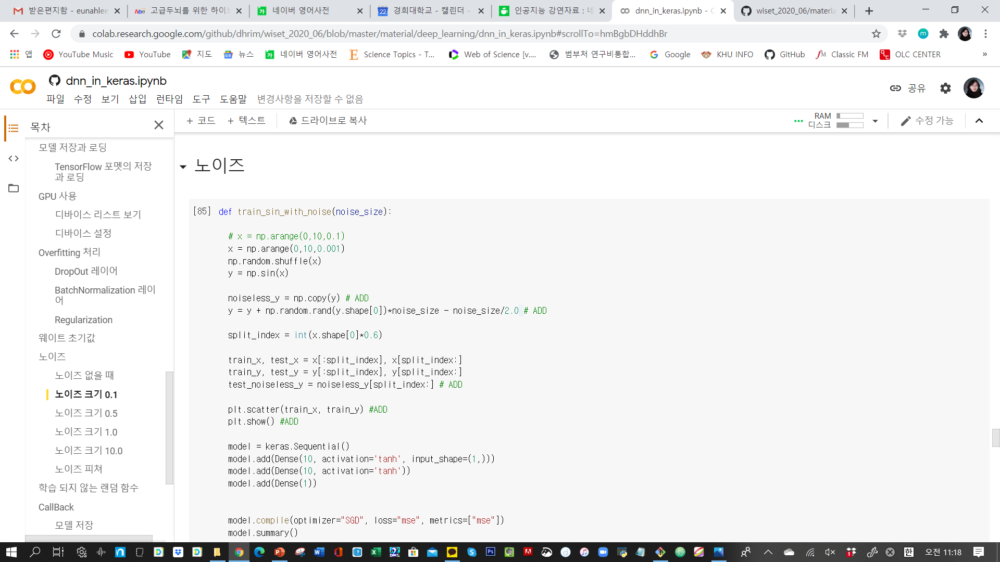 받은편지함 - eunahlee
고급두뇌를 위한 하이브
네이버 영어사전
경희대학교 - 캘린더 -
인공지능 강연자료 : 네
dnn_in_keras.ipynb - C
wiset_2020_06/materia
colab.research.google.com/github/dhrim/wiset_2020_06/blob/master/material/deep_learning/dnn_in_keras.ipynb#scrollTo=hmBgbDHddhBr
앱 YouTube Music YouTube 지도 뉴스 네이버 영어사전 Science Topics - T... Web of Science [v.... 범부처 연구비통합... Google KHU INFO GitHub Classic FM OLC CENTER »
dnn_in_keras.ipynb
파일 수정 보기 삽입 런타임 도구 도움말 변경사항을 저장할 수 없음
공유
목차
+ 코드 + 텍스트 드라이브로 복사
RAM
디스크
수정 가능
모델 저장과 로딩
TensorFlow 포멧의 저장
과 로딩
GPU 사용
디바이스 리스트 보기
디바이스 설정
Overfitting 처리
DropOut 레이어
BatchNormalization 레이
어
Regularization
웨이트 초기값
노이즈
노이즈 없을 때
노이즈 크기 0.1
노이즈 크기 0.5
노이즈 크기 1.0
노이즈 크기 10.0
노이즈 피쳐
학습 되지 않는 랜덤 함수
CallBack
모델 저장
노이즈
[85] def train_sin_with_noise(noise_size):
# x = np.arange(0,10,0.1)
x = np.arange(0,10,0.001)
np.random.shuffle(x)
y = np.sin(x)
noiseless_y = np.copy(y) # ADD
y = y + np.random.rand(y.shape[0])*noise_size - noise_size/2.0 # ADD
split_index = int(x.shape[0]*0.6)
train_x, test_x = x[:split_index], x[split_index:]
train_y, test_y = y[:split_index], y[split_index:]
test_noiseless_y = noiseless_y[split_index:] # ADD
plt.scatter(train_x, train_y) #ADD
plt.show() #ADD
model = keras.Sequential()
model.add(Dense(10, activation='tanh', input_shape=(1,)))
model.add(Dense(10, activation='tanh'))
model.add(Dense(1))
model.compile(optimizer="SGD", loss="mse", metrics=["mse"])
model.summary()
한 오전 11:18